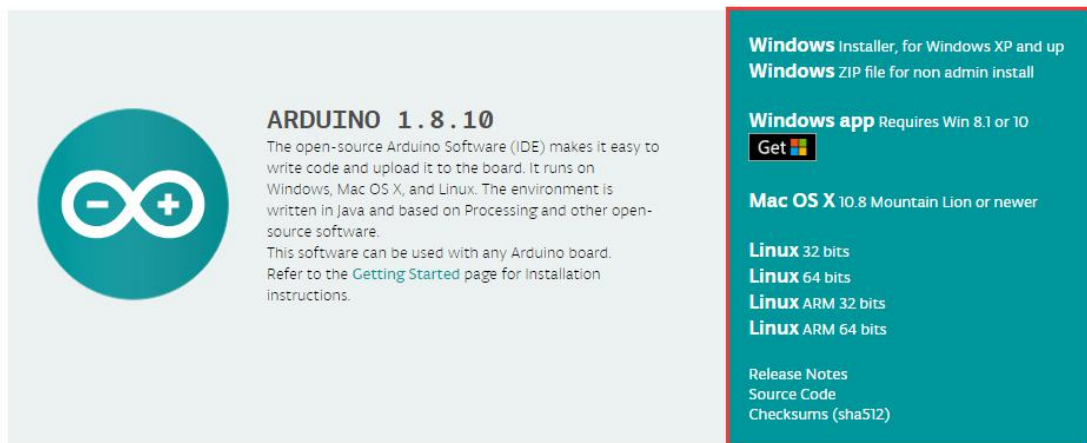 ARDUINO 1.8.10
The open-source Arduino Software (IDE) makes it easy to
write code and upload it to the board. It runs on
Windows, Mac OS X, and Linux. The environment is
written in Java and based on Processing and other open-
source software.
This software can be used with any Arduino board.
Refer to the Getting Started page for Installation
instructions.
Windows Installer, for Windows XP and up
Windows ZIP file for non admin install
Windows app Requires Win 8.1 or 10
Get
Mac OS X 10.8 Mountain Lion or newer
Linux 32 bits
Linux 64 bits
Linux ARM 32 bits
Linux ARM 64 bits
Release Notes
Source Code
Checksums (sha512)